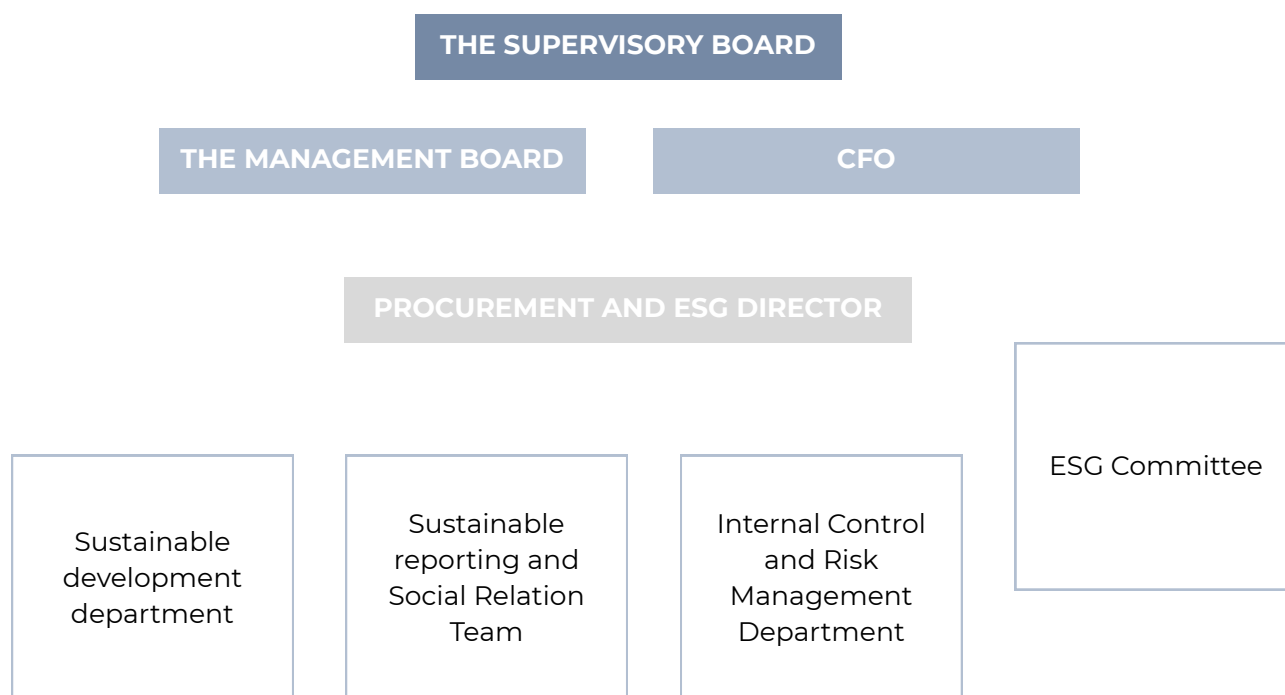 THE SUPERVISORY BOARD
THE MANAGEMENT BOARD
CFO
PROCUREMENT AND ESG DIRECTOR
ESG Committee
Sustainable
development
department
Sustainable
reporting and
Social Relation
Team
Internal Control
and Risk
Management
Department